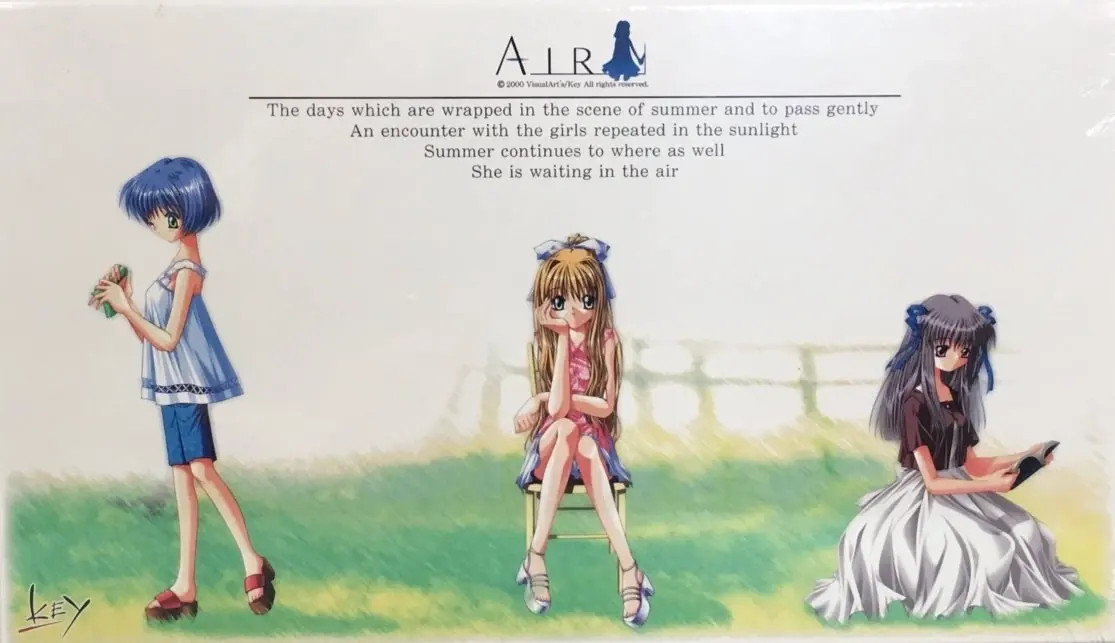 AIR
© 2000 VisualArt's/Key All rights reserved.
The days which are wrapped in the scene of summer and to pass gently
An encounter with the girls repeated in the sunlight
Summer continues to where as well
She is waiting in the air
KEY